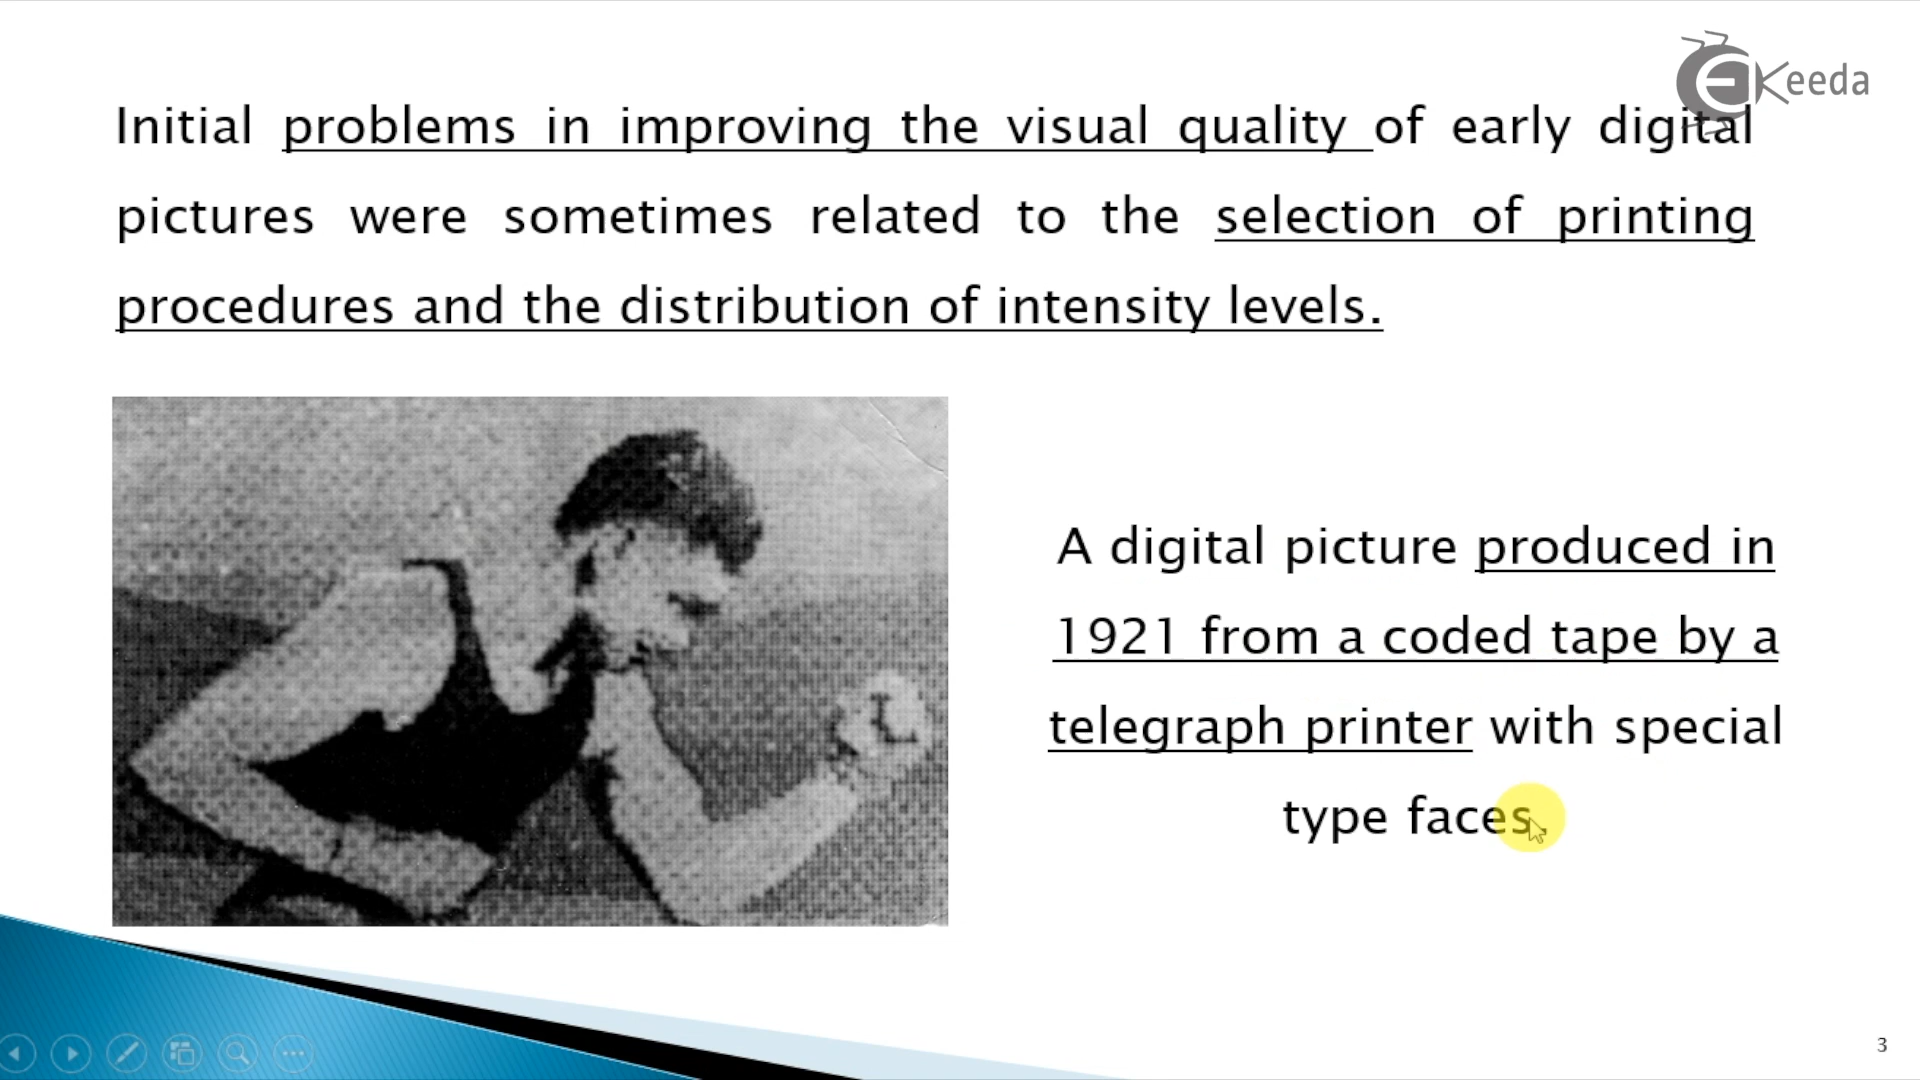 EKeeda
Initial problems in improving the visual quality of early digital
pictures were sometimes related to the selection of printing
procedures and the distribution of intensity levels.
A digital picture produced in
1921 from a coded tape by a
telegraph printer with special
type faces.
3